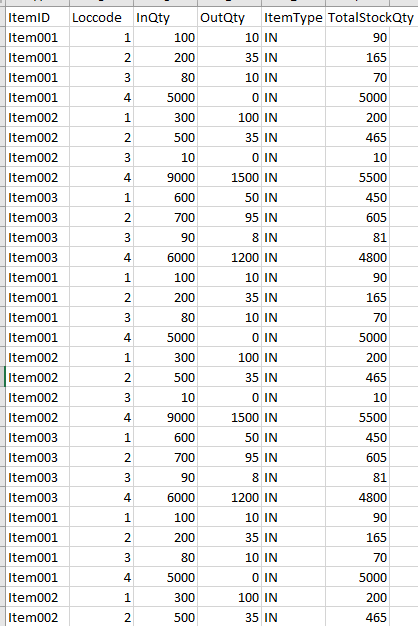 ItemID Loccode InQty OutQty ItemType TotalStockQty
Item001 1 100 10 IN 90
Item001 2 200 35 IN 165
Item001 3 80 10 IN 70
Item001 4 5000 0 IN 5000
Item002 1 300 100 IN 200
Item002 2 500 35 IN 465
Item002 3 10 0 IN 10
Item002 4 9000 1500 IN 5500
Item003 1 600 50 IN 450
Item003 2 700 95 IN 605
Item003 3 90 8 IN 81
Item003 4 6000 1200 IN 4800
Item001 1 100 10 IN 90
Item001 2 200 35 IN 165
Item001 3 80 10 IN 70
Item001 4 5000 0 IN 5000
Item002 1 300 100 IN 200
Item002 2 500 35 IN 465
Item002 3 10 0 IN 10
Item002 4 9000 1500 IN 5500
Item003 1 600 50 IN 450
Item003 2 700 95 IN 605
Item003 3 90 8 IN 81
Item003 4 6000 1200 IN 4800
Item001 1 100 10 IN 90
Item001 2 200 35 IN 165
Item001 3 80 10 IN 70
Item001 4 5000 0 IN 5000
Item002 1 300 100 IN 200
Item002 2 500 35 IN 465